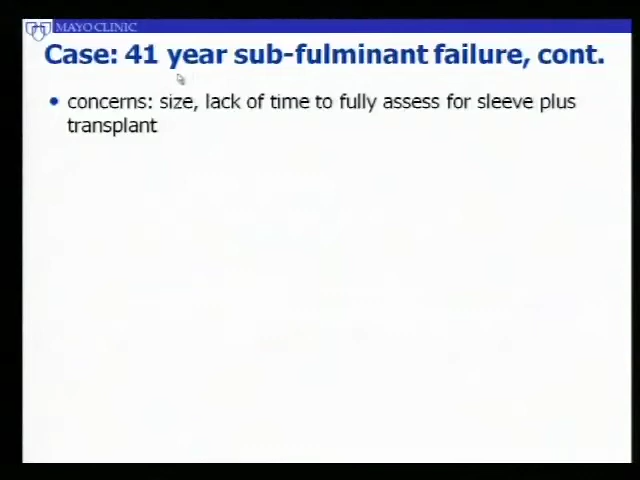 MAYO CLINIC
Case: 41 year sub-fulminant failure, cont.
• concerns: size, lack of time to fully assess for sleeve plus
transplant